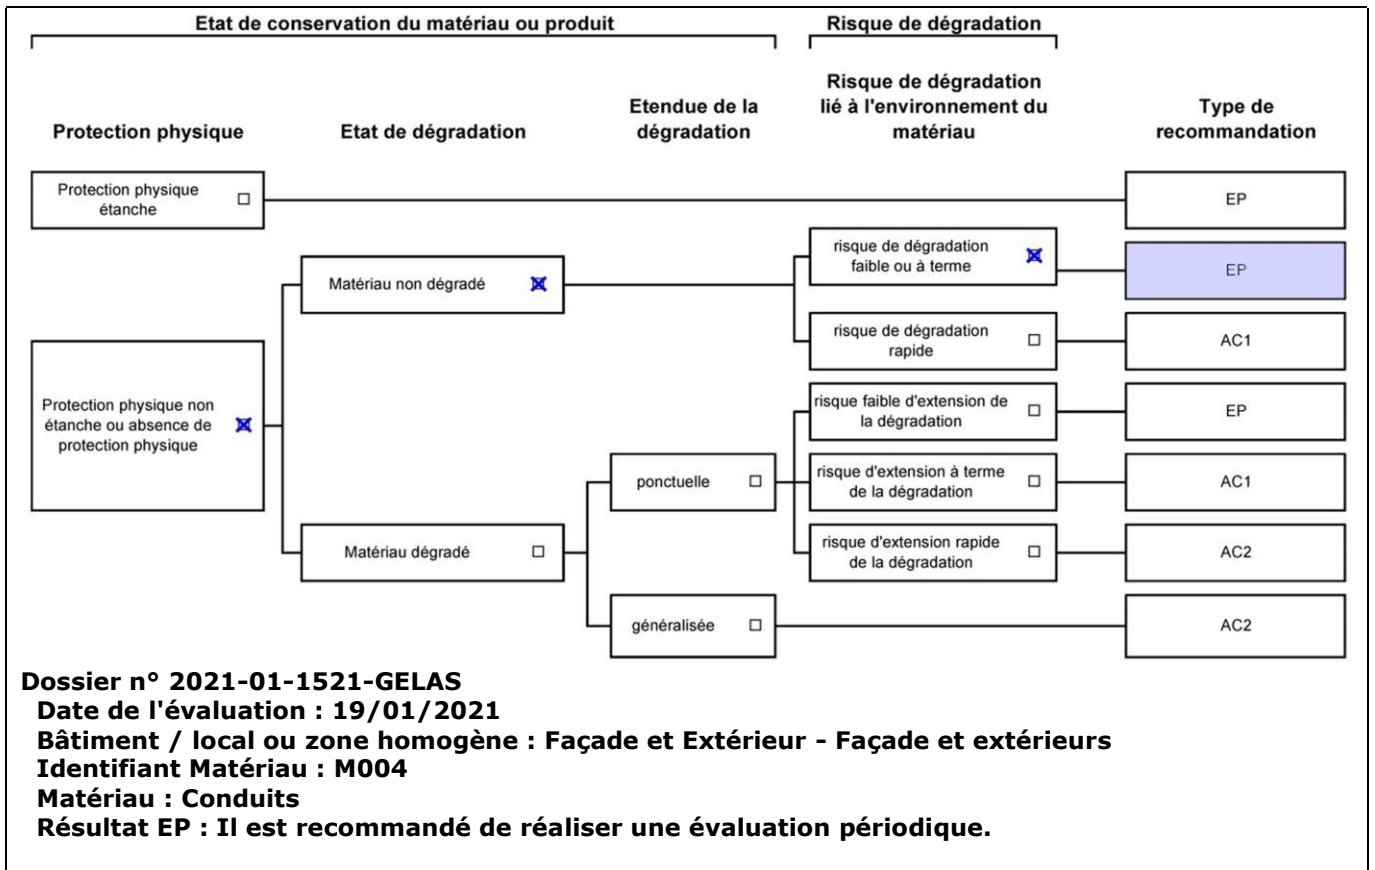 Etat de conservation du matériau ou produit
Risque de dégradation
Protection physique
Etat de dégradation
Etendue de la
dégradation
Risque de dégradation
lié à l'environnement du
matériau
Type de
recommandation
Protection physique
étanche
EP
risque de dégradation
faible ou à terme
EP
Matériau non dégradé
risque de dégradation
rapide
AC1
Protection physique non
étanche ou absence de
protection physique
risque faible d'extension de
la dégradation
EP
ponctuelle
risque d'extension à terme
de la dégradation
AC1
Matériau dégradé
risque d'extension rapide
de la dégradation
AC2
généralisée
AC2
Dossier n° 2021-01-1521-GELAS
Date de l'évaluation : 19/01/2021
Bâtiment / local ou zone homogène : Façade et Extérieur - Façade et extérieurs
Identifiant Matériau : M004
Matériau : Conduits
Résultat EP : Il est recommandé de réaliser une évaluation périodique.